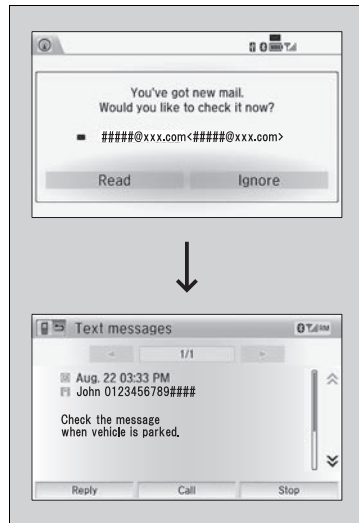 You've got new mail.
Would you like to check it now?
#####@xxx.com<#####@xxx.com>
Read Ignore
Text messages
1/1
Aug. 22 03:33 PM
John 0123456789####
Check the message
when vehicle is parked.
Reply Call Stop